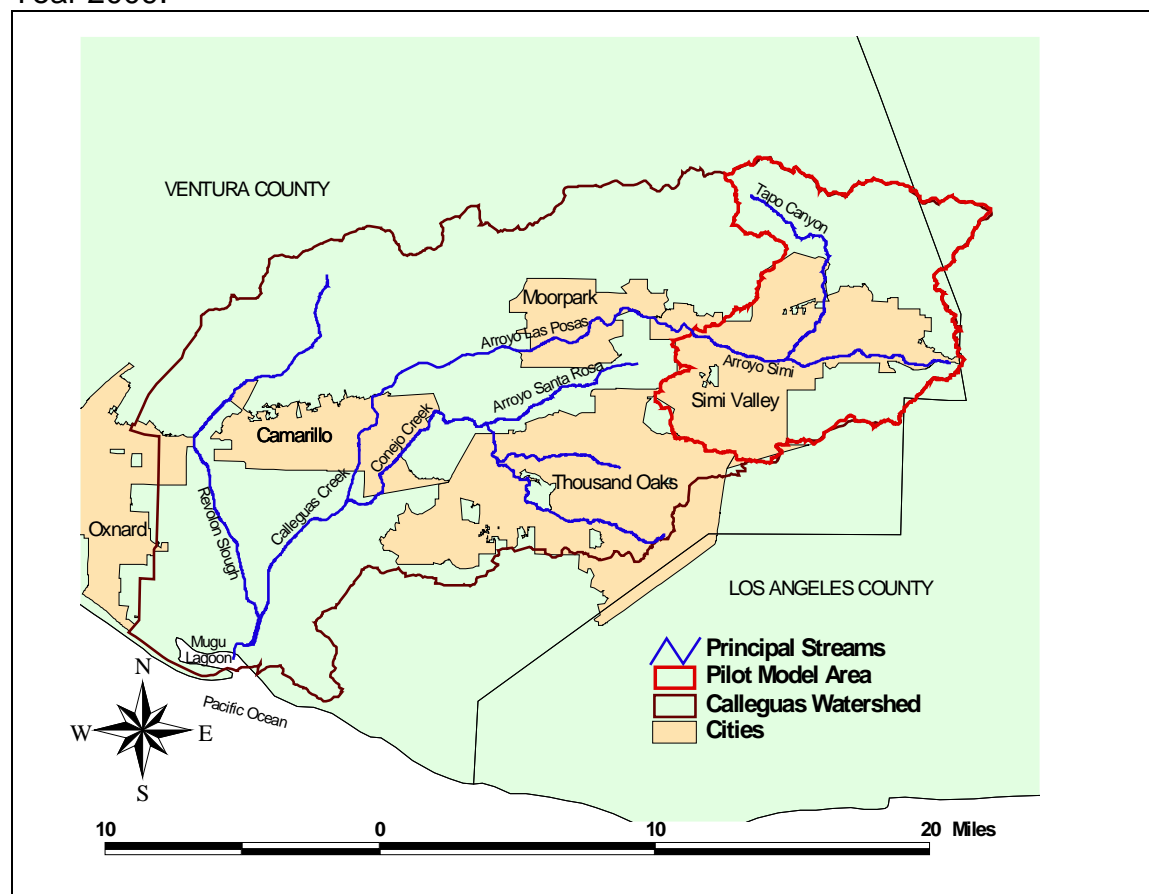 Year 2000.
VENTURA COUNTY
Tapo Canyon
Moorpark
Arroyo Las Posas
Arroyo Simi
Arroyo Santa Rosa
Simi Valley
Camarillo
Conejo Creek
Thousand Oaks
Calleguas Creek
Revolon Slough
Oxnard
LOS ANGELES COUNTY
Mugu
Lagoon
Pacific Ocean
Principal Streams
Pilot Model Area
Calleguas Watershed
Cities
N
W
E
S
10 0 10 20 Miles